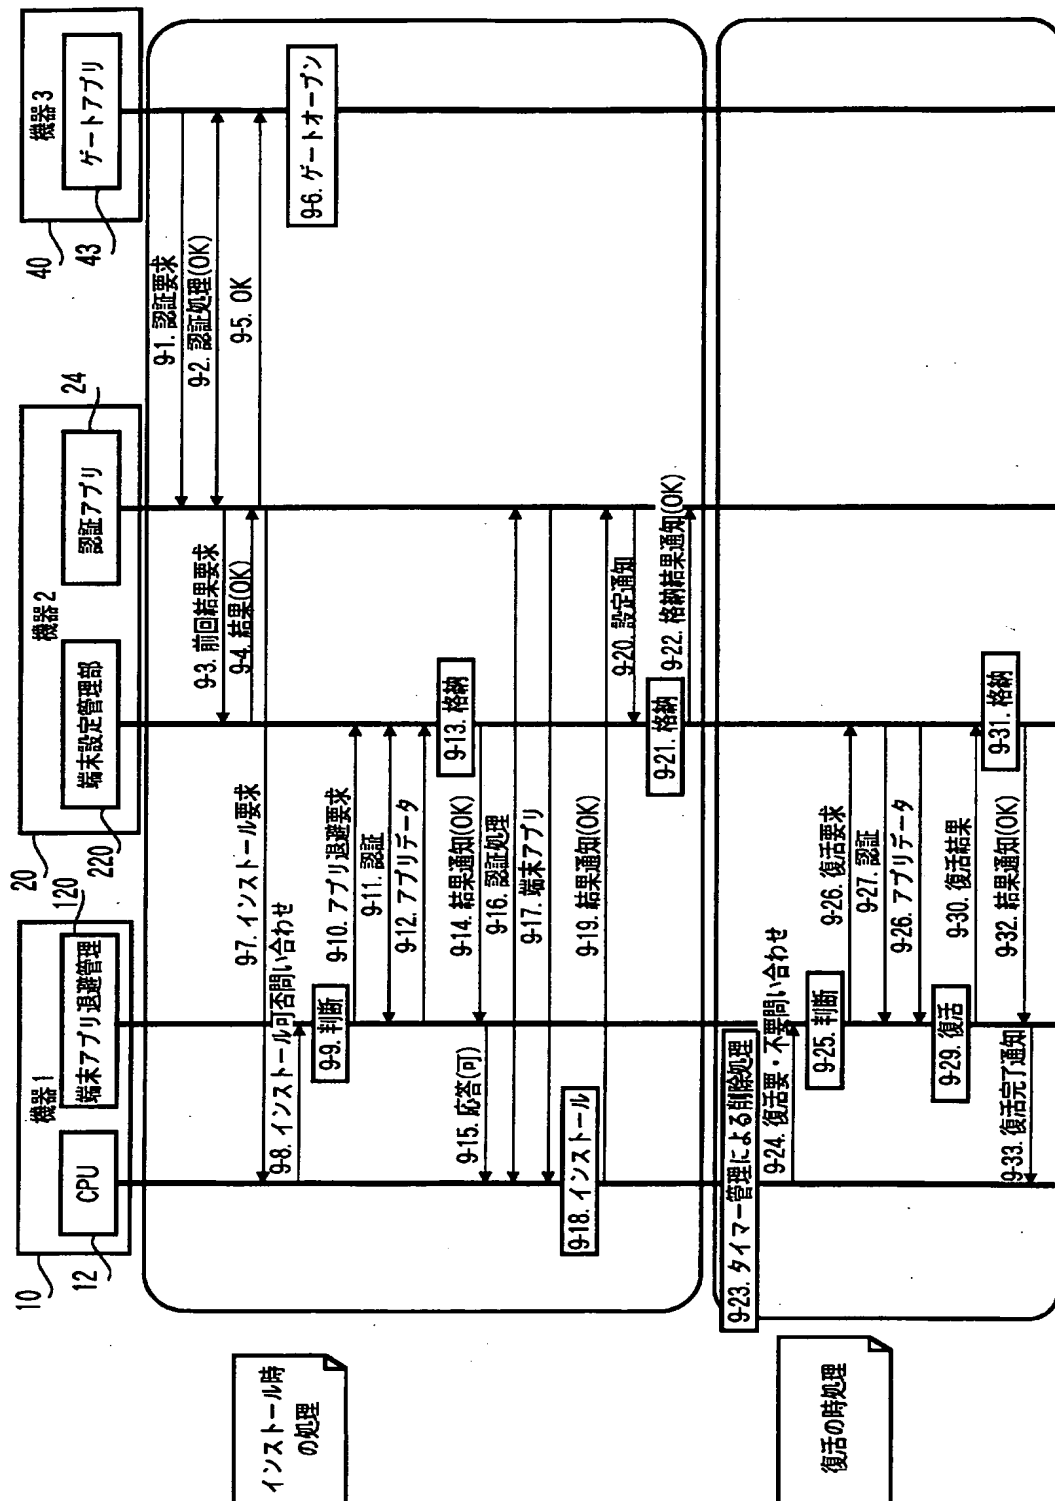 機器1
CPU
端末アプリ退避管理
10
12
120
機器2
端末設定管理部
認証アプリ
20
220
24
機器3
ゲートアプリ
40
43
インストール時
の処理
9-1. 認証要求
9-2. 認証処理(OK)
9-3. 前回結果要求
9-4. 結果(OK)
9-5. OK
9-6. ゲートオープン
9-7. インストール要求
9-8. インストール可否問い合わせ
9-9. 判断
9-10. アプリ退避要求
9-11. 認証
9-12. アプリデータ
9-13. 格納
9-14. 結果通知(OK)
9-15. 応答(可)
9-16. 認証処理
9-17. 端末アプリ
9-18. インストール
9-19. 結果通知(OK)
9-20. 設定通知
9-21. 格納
9-22. 格納結果通知(OK)
復活の時処理
9-23. タイマー管理による削除処理
9-24. 復活要・不要問い合わせ
9-25. 判断
9-26. 復活要求
9-27. 認証
9-26. アプリデータ
9-29. 復活
9-30. 復活結果
9-31. 格納
9-32. 結果通知(OK)
9-33. 復活完了通知